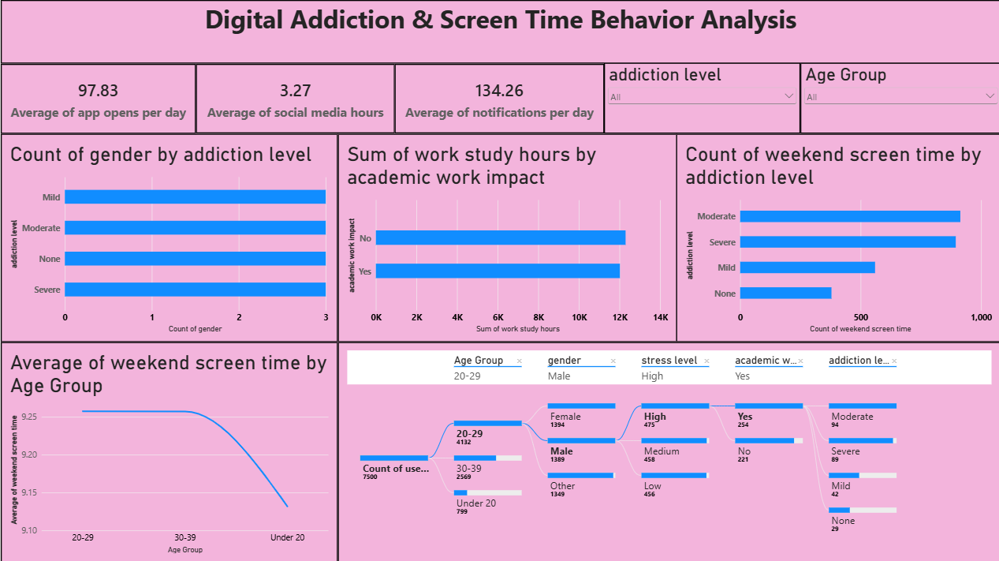 Digital Addiction & Screen Time Behavior Analysis
97.83
Average of app opens per day
3.27
Average of social media hours
134.26
Average of notifications per day
addiction level
All
Age Group
All
Count of gender by addiction level
addiction level
Mild
Moderate
None
Severe
0 1 2 3
Count of gender
Sum of work study hours by
academic work impact
academic work impact
No
Yes
0K 2K 4K 6K 8K 10K 12K 14K
Sum of work study hours
Count of weekend screen time by
addiction level
addiction level
Moderate
Severe
Mild
None
0 500 1,000
Count of weekend screen time
Average of weekend screen time by
Age Group
Average of weekend screen time
9.25
9.20
9.15
9.10
20-29 30-39 Under 20
Age Group
Age Group × gender × stress level × academic w... × addiction le... ×
20-29 Male High Yes
Count of use...
7500
20-29
4132
30-39
2569
Under 20
799
Female
1394
Male
1389
Other
1349
High
475
Medium
458
Low
456
Yes
254
No
221
Moderate
94
Severe
89
Mild
42
None
29